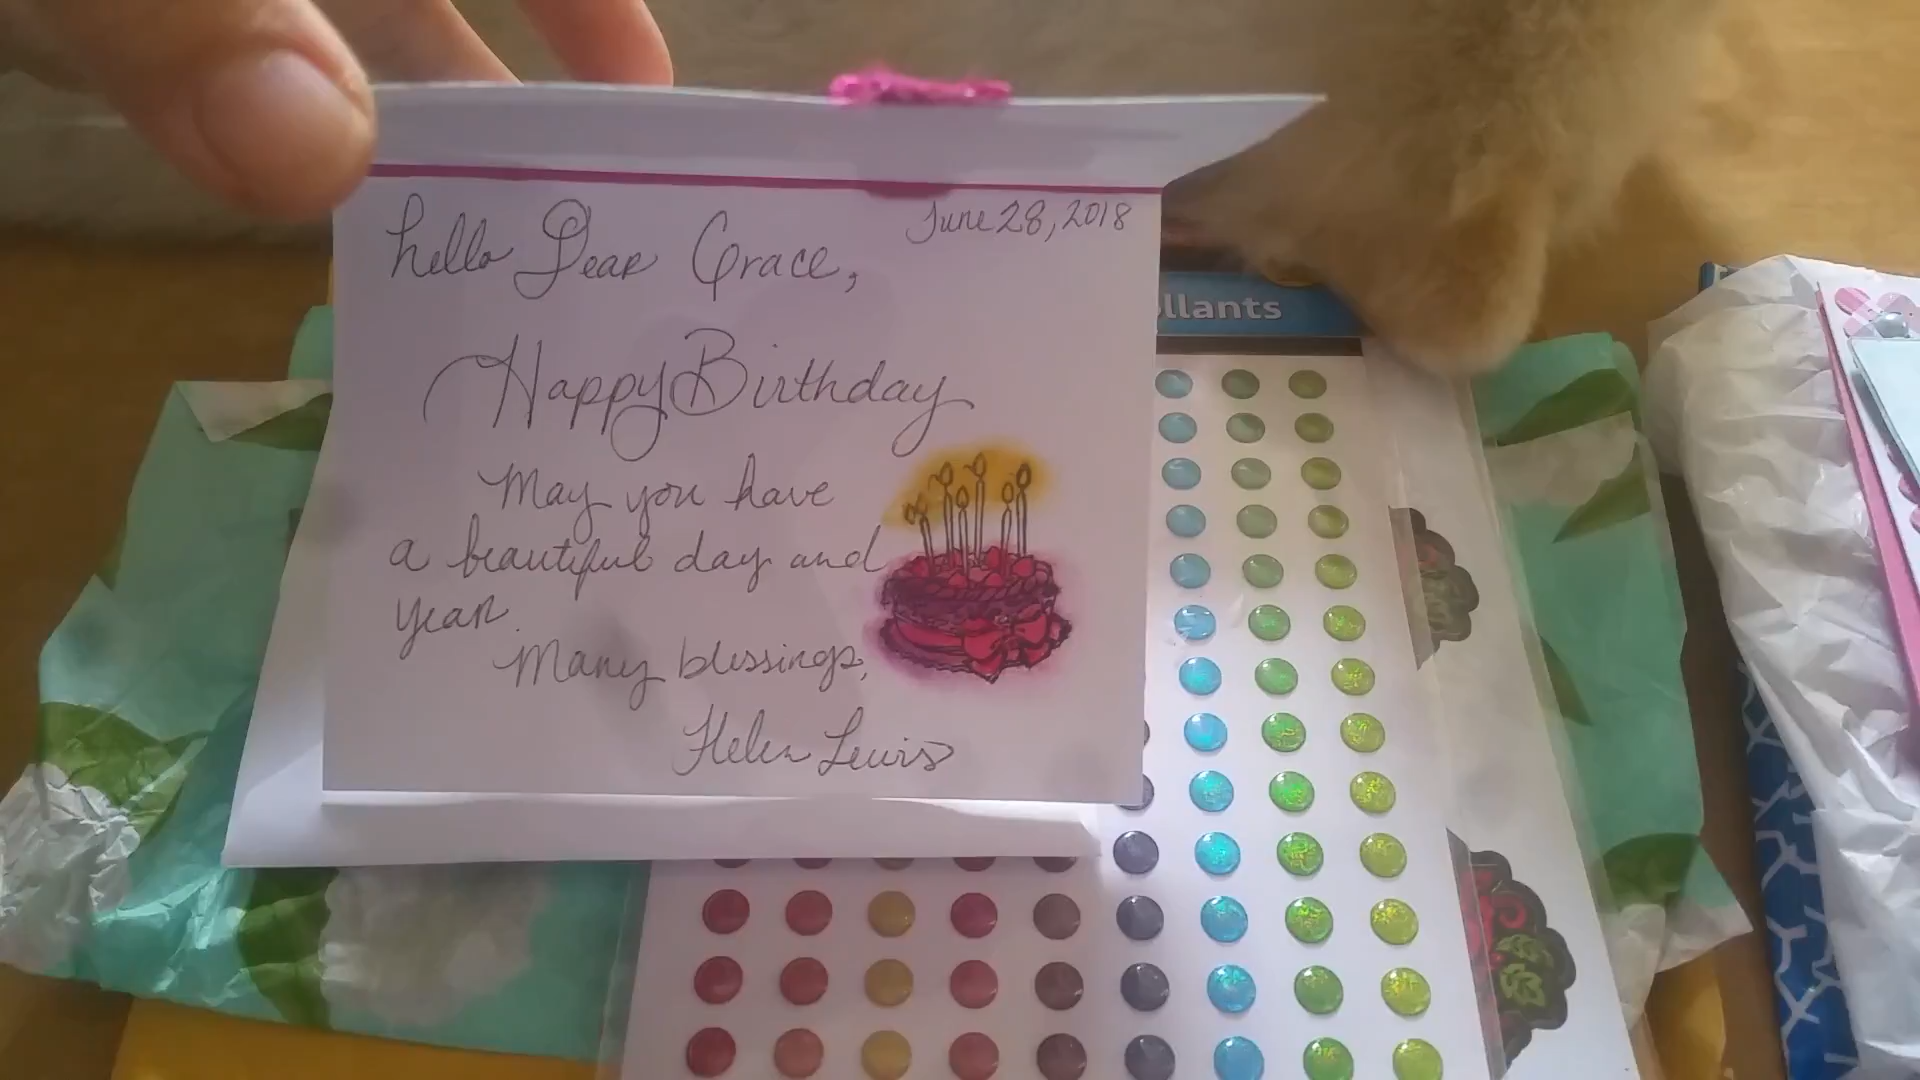 June 28, 2018
hello Dear Grace,
Happy Birthday
May you have
a beautiful day and
year.
Many blessings,
Helen Lewis
ollants